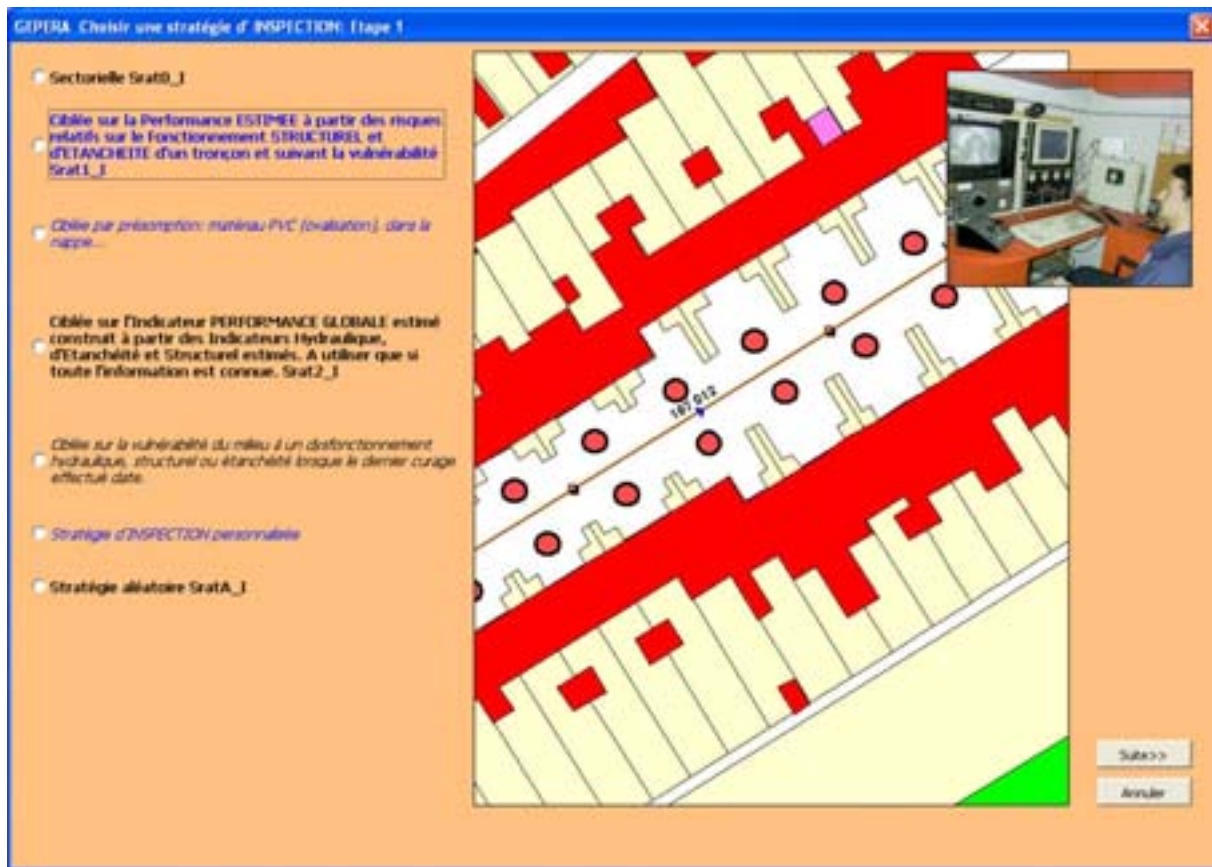 GEPERA Choisir une stratégie d' INSPECTION: Etape 1
Sectorielle Srat0_I
Ciblée sur la Performance ESTIMEE à partir des risques
relatifs sur le Fonctionnement STRUCTUREL et
d'ETANCHEITE d'un tronçon et suivant la vulnérabilité
Srat1_I
Ciblée par présomption: matériau PVC (ovalisation), dans la
nappe...
Ciblée sur l'Indicateur PERFORMANCE GLOBALE estimé
construit à partir des Indicateurs Hydraulique,
d'Etanchéité et Structurel estimés. A utiliser que si
toute l'information est connue. Srat2_I
Ciblée sur la vulnérabilité du milieu à un disfonctionnement
hydraulique, structurel ou étanchéité lorsque le dernier curage
effectué date.
Stratégie d'INSPECTION personnalisée
Stratégie aléatoire SratA_I
187 012
Suite>>
Annuler